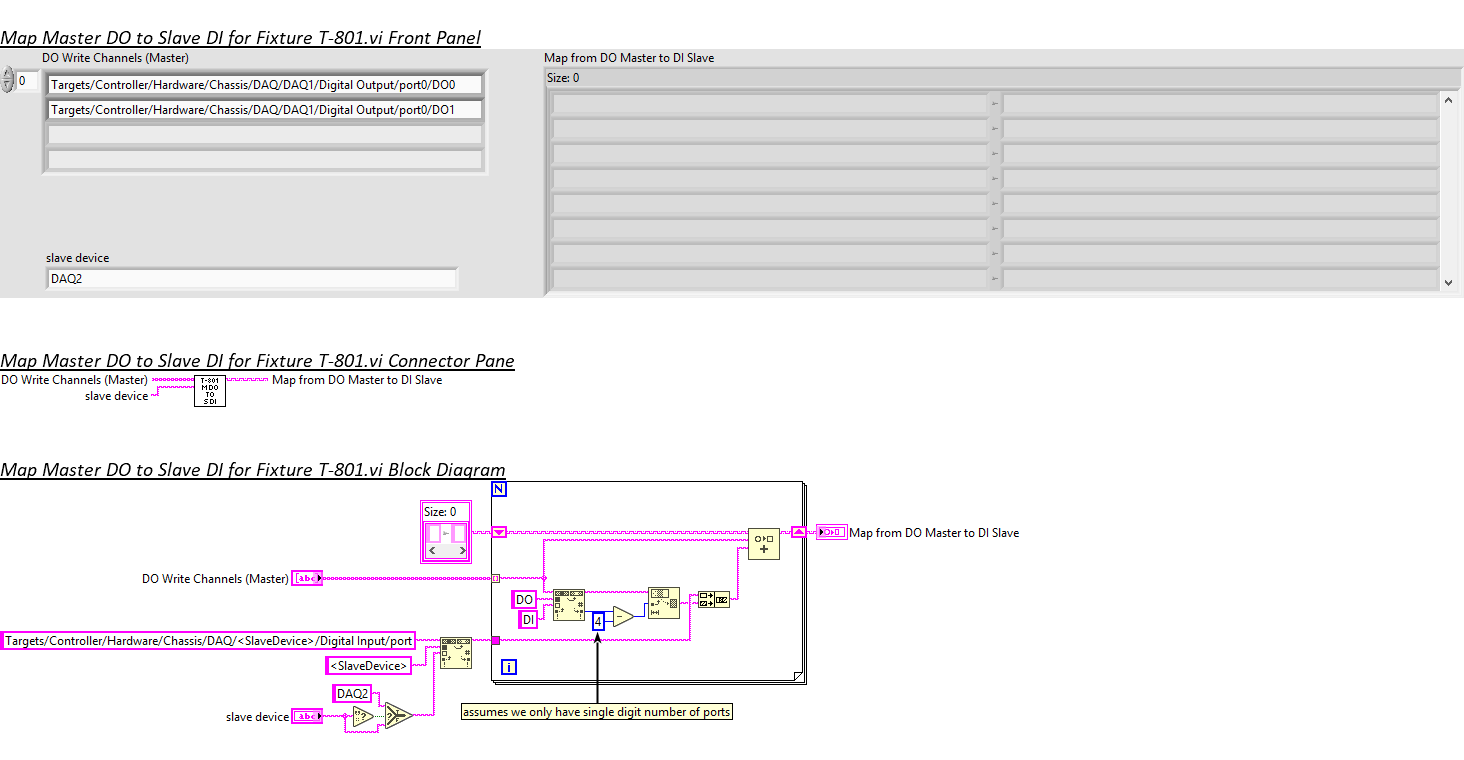 Map Master DO to Slave DI for Fixture T-801.vi Front Panel
DO Write Channels (Master)
Map from DO Master to DI Slave
0
Size: 0
Targets/Controller/Hardware/Chassis/DAQ/DAQ1/Digital Output/port0/DO0
Targets/Controller/Hardware/Chassis/DAQ/DAQ1/Digital Output/port0/DO1
slave device
DAQ2
Map Master DO to Slave DI for Fixture T-801.vi Connector Pane
DO Write Channels (Master)
slave device
T-801
MDO
TO
SDI
Map from DO Master to DI Slave
Map Master DO to Slave DI for Fixture T-801.vi Block Diagram
N
Size: 0
Map from DO Master to DI Slave
DO Write Channels (Master)
abc
DO
DI
4
Targets/Controller/Hardware/Chassis/DAQ/<SlaveDevice>/Digital Input/port
<SlaveDevice>
i
DAQ2
slave device
abc
assumes we only have single digit number of ports